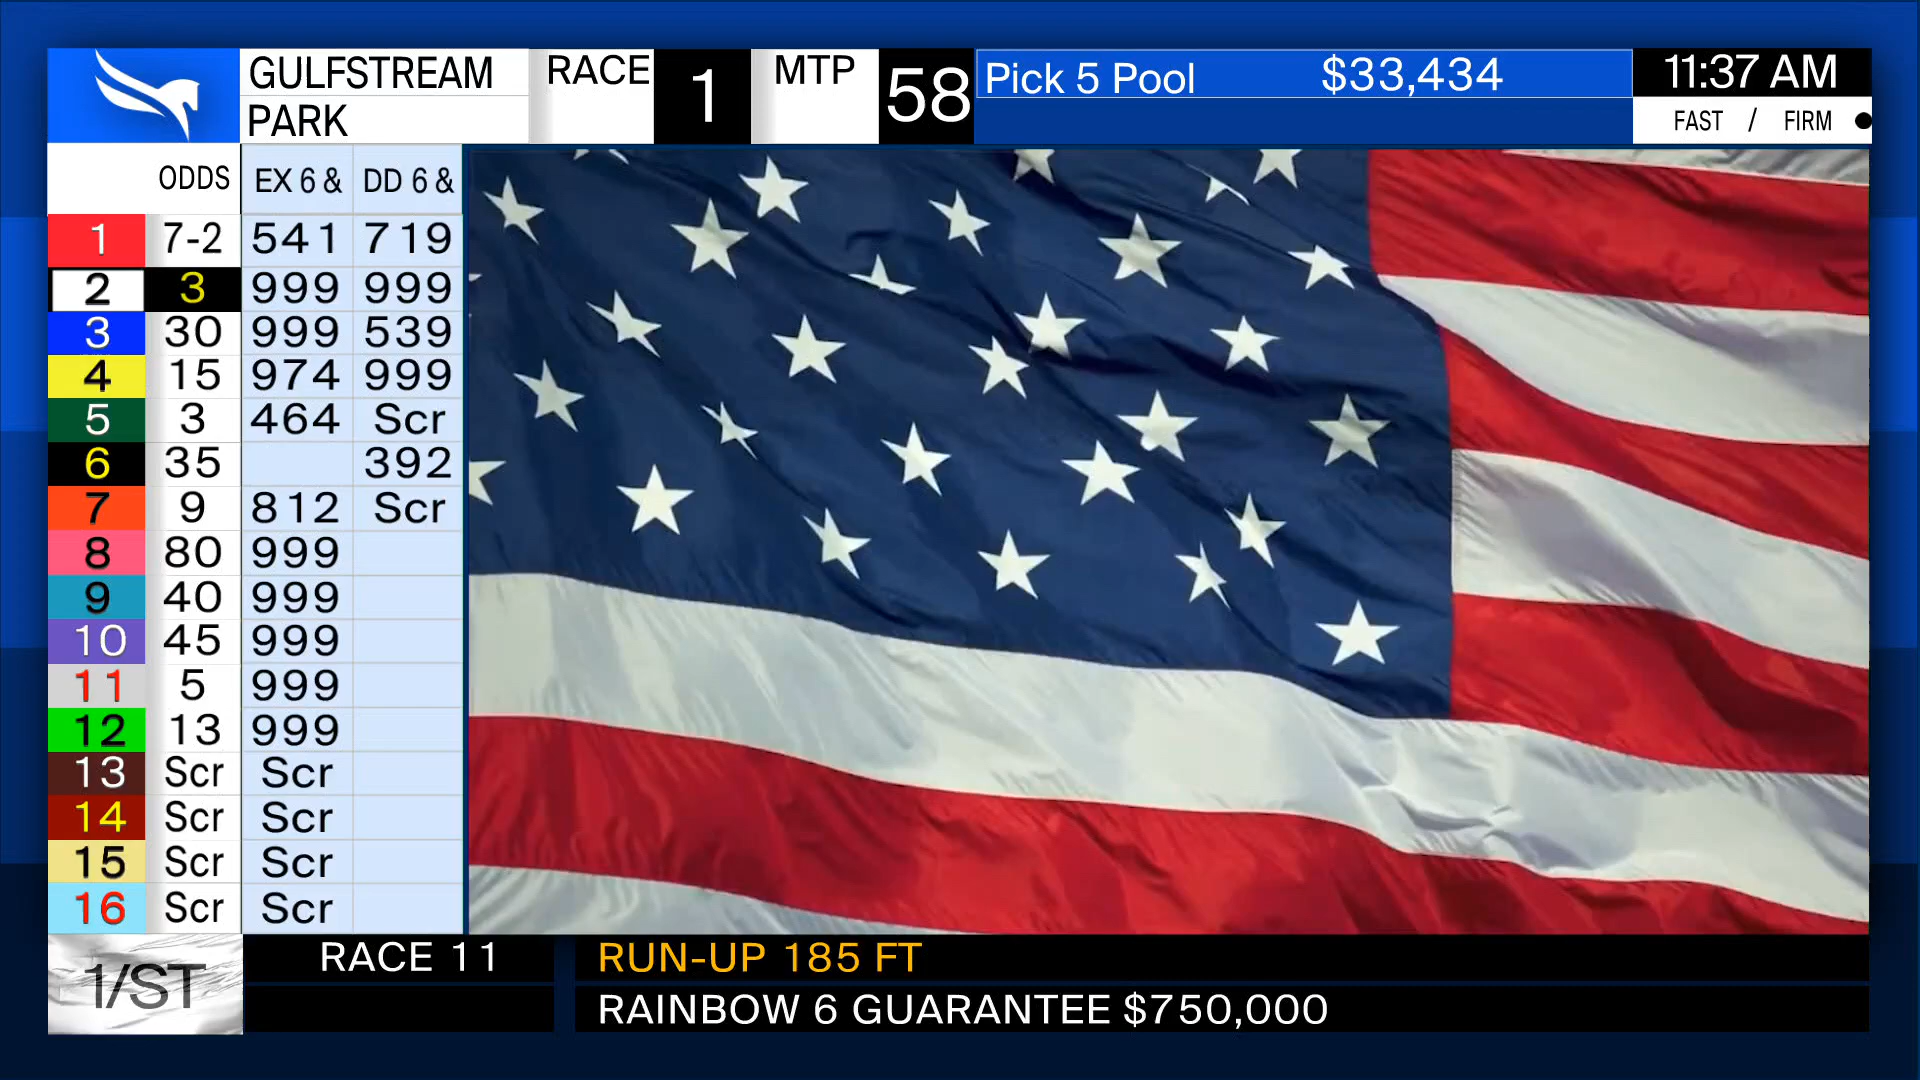 GULFSTREAM PARK RACE 1 MTP 58 Pick 5 Pool $33,434 11:37 AM
FAST / FIRM
ODDS EX 6 & DD 6 &
1 7-2 541 719
2 3 999 999
3 30 999 539
4 15 974 999
5 3 464 Scr
6 35 392
7 9 812 Scr
8 80 999
9 40 999
10 45 999
11 5 999
12 13 999
13 Scr Scr
14 Scr Scr
15 Scr Scr
16 Scr Scr
1/ST RACE 11 RUN-UP 185 FT
RAINBOW 6 GUARANTEE $750,000